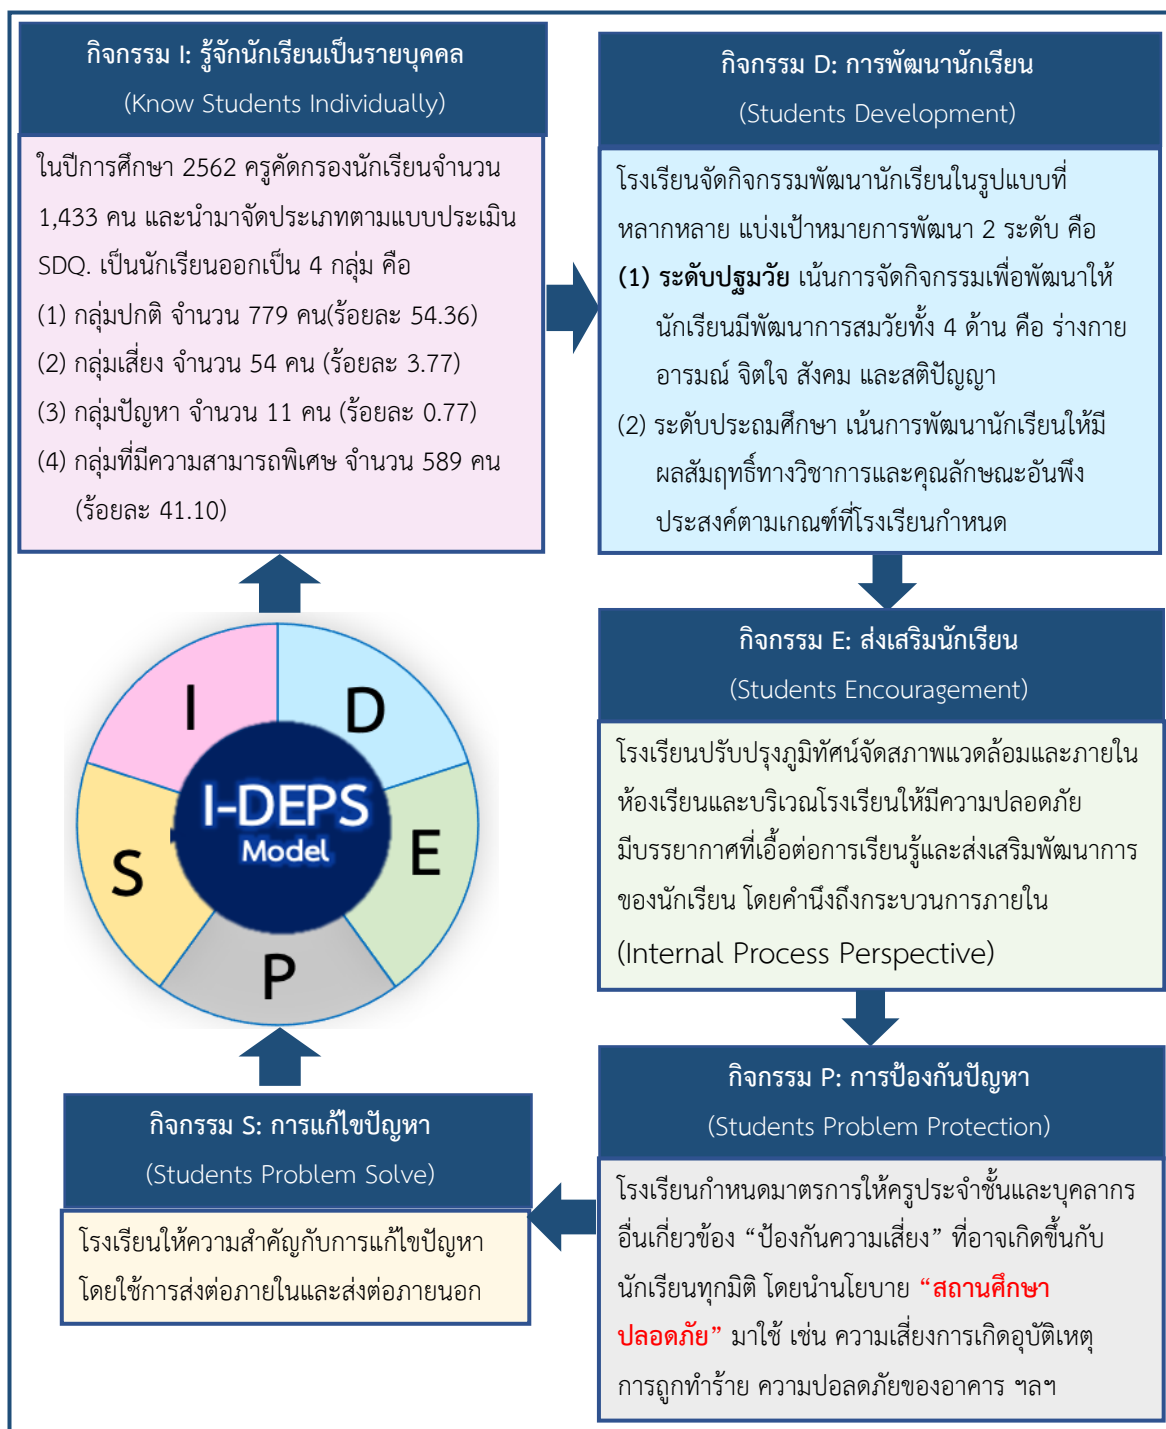 กิจกรรม I: รู้จักนักเรียนเป็นรายบุคคล
(Know Students Individually)
ในปีการศึกษา 2562 ครูคัดกรองนักเรียนจำนวน
1,433 คน และนำมาจัดประเภทตามแบบประเมิน
SDQ. เป็นนักเรียนออกเป็น 4 กลุ่ม คือ
(1) กลุ่มปกติ จำนวน 779 คน(ร้อยละ 54.36)
(2) กลุ่มเสี่ยง จำนวน 54 คน (ร้อยละ 3.77)
(3) กลุ่มปัญหา จำนวน 11 คน (ร้อยละ 0.77)
(4) กลุ่มที่มีความสามารถพิเศษ จำนวน 589 คน
(ร้อยละ 41.10)
กิจกรรม D: การพัฒนานักเรียน
(Students Development)
โรงเรียนจัดกิจกรรมพัฒนานักเรียนในรูปแบบที่
หลากหลาย แบ่งเป้าหมายการพัฒนา 2 ระดับ คือ
(1) ระดับปฐมวัย เน้นการจัดกิจกรรมเพื่อพัฒนาให้
นักเรียนมีพัฒนาการสมวัยทั้ง 4 ด้าน คือ ร่างกาย
อารมณ์ จิตใจ สังคม และสติปัญญา
(2) ระดับประถมศึกษา เน้นการพัฒนานักเรียนให้มี
ผลสัมฤทธิ์ทางวิชาการและคุณลักษณะอันพึง
ประสงค์ตามเกณฑ์ที่โรงเรียนกำหนด
กิจกรรม E: ส่งเสริมนักเรียน
(Students Encouragement)
โรงเรียนปรับปรุงภูมิทัศน์จัดสภาพแวดล้อมและภายใน
ห้องเรียนและบริเวณโรงเรียนให้มีความปลอดภัย
มีบรรยากาศที่เอื้อต่อการเรียนรู้และส่งเสริมพัฒนาการ
ของนักเรียน โดยคำนึงถึงกระบวนการภายใน
(Internal Process Perspective)
กิจกรรม P: การป้องกันปัญหา
(Students Problem Protection)
โรงเรียนกำหนดมาตรการให้ครูประจำชั้นและบุคลากร
อื่นเกี่ยวข้อง “ป้องกันความเสี่ยง” ที่อาจเกิดขึ้นกับ
นักเรียนทุกมิติ โดยนำนโยบาย “สถานศึกษา
ปลอดภัย” มาใช้ เช่น ความเสี่ยงการเกิดอุบัติเหตุ
การถูกทำร้าย ความปอลดภัยของอาคาร ฯลฯ
กิจกรรม S: การแก้ไขปัญหา
(Students Problem Solve)
โรงเรียนให้ความสำคัญกับการแก้ไขปัญหา
โดยใช้การส่งต่อภายในและส่งต่อภายนอก
I
D
E
P
S
I-DEPS
Model